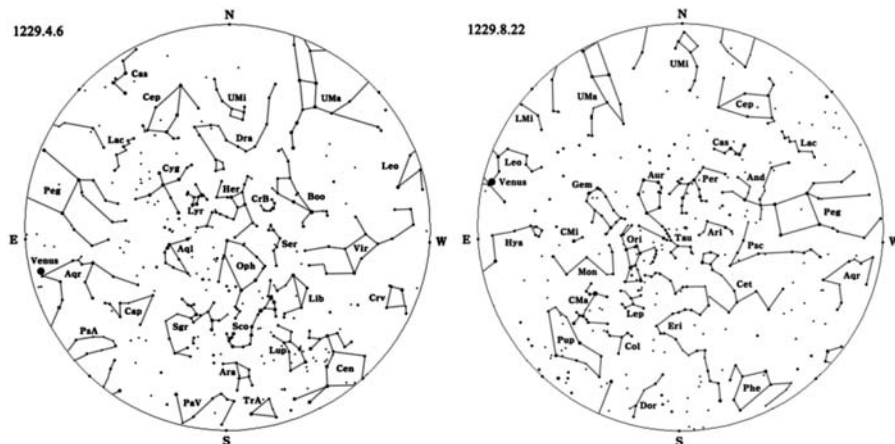 1229.4.6
N
Cas
Cep
UMi
UMa
Lac
Dra
Leo
Cyg
Peg
Her
CrB
Boo
Lyr
E
Aql
Ser
Vir
W
Venus
Aqr
Oph
Cap
Lib
Crv
Sgr
Sco
PsA
Lup
Ara
Cen
PaV
TrA
S
1229.8.22
N
UMi
UMa
Cep
LMi
Cas
Lac
Leo
Venus
Aur
Per
And
Gem
Peg
E
Hya
CMi
Ori
Tau
Ari
Psc
W
Mon
Aqr
CMa
Lep
Cet
Eri
Pup
Col
Phe
Dor
S